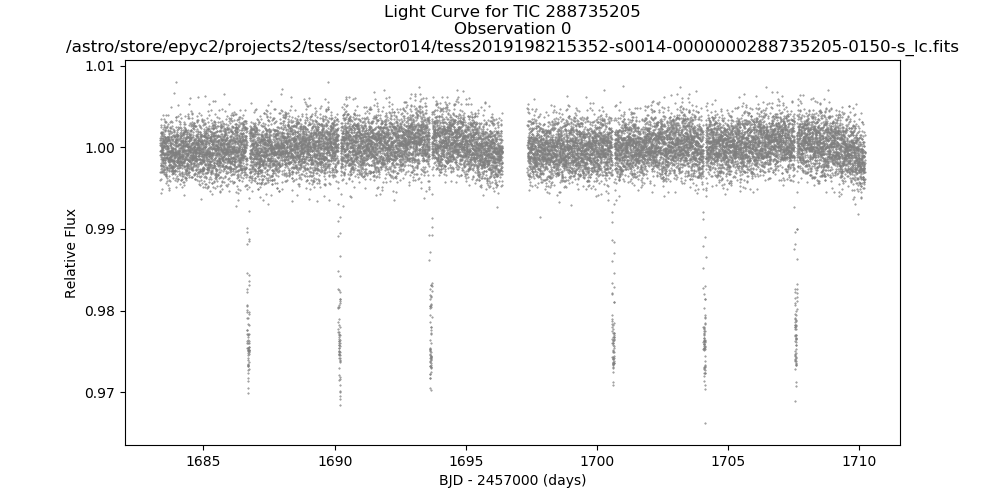 Light Curve for TIC 288735205
Observation 0
/astro/store/epyc2/projects2/tess/sector014/tess2019198215352-s0014-0000000288735205-0150-s_lc.fits
1.01
1.00
0.99
0.98
0.97
Relative Flux
1685
1690
1695
1700
1705
1710
BJD - 2457000 (days)